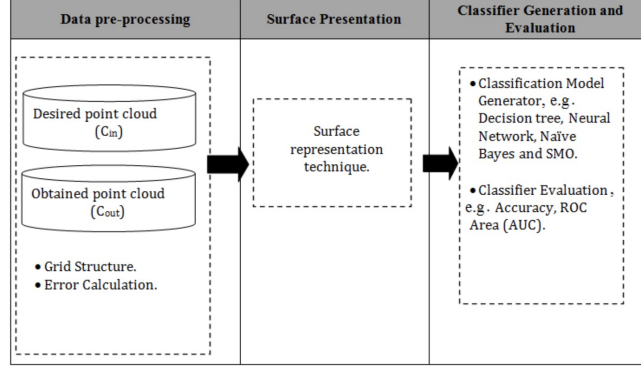 Data pre-processing
Surface Presentation
Classifier Generation and
Evaluation
Desired point cloud
(Cin)
Obtained point cloud
(Cout)
• Grid Structure.
• Error Calculation.
Surface
representation
technique.
• Classification Model
Generator, e.g.
Decision tree, Neural
Network, Naïve
Bayes and SMO.
• Classifier Evaluation,
e.g. Accuracy, ROC
Area (AUC).